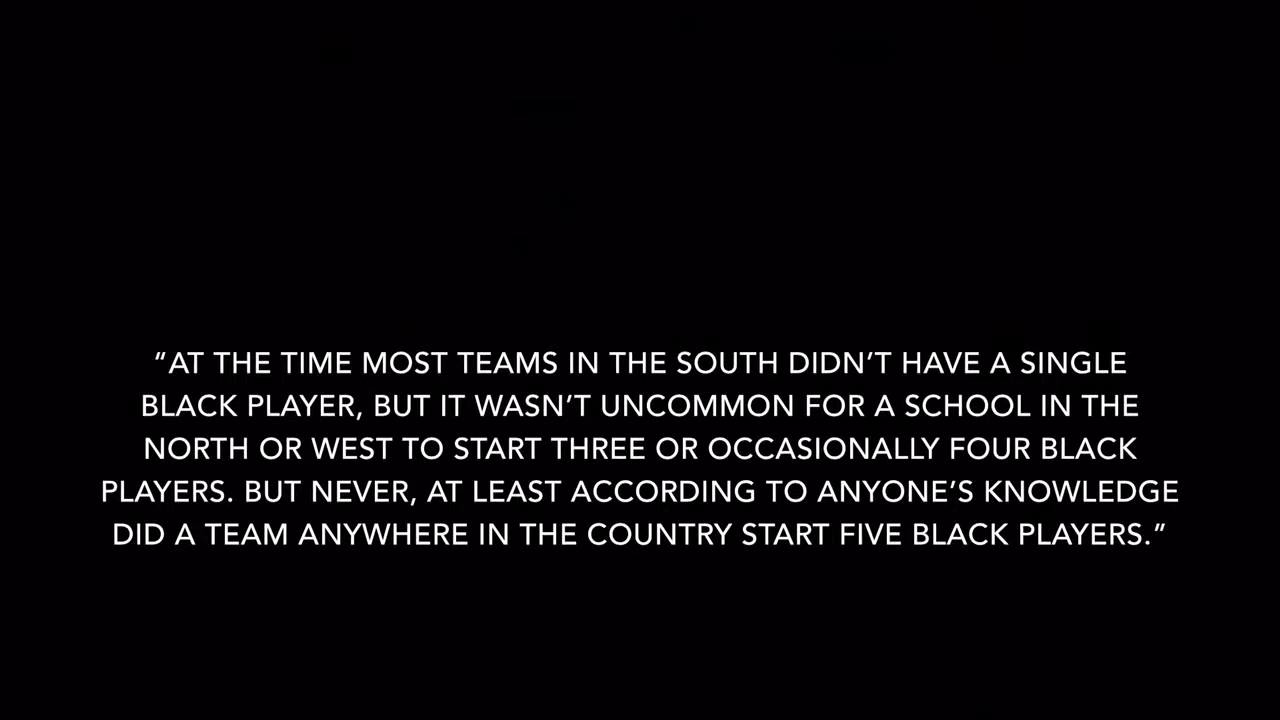 “AT THE TIME MOST TEAMS IN THE SOUTH DIDN’T HAVE A SINGLE
BLACK PLAYER, BUT IT WASN’T UNCOMMON FOR A SCHOOL IN THE
NORTH OR WEST TO START THREE OR OCCASIONALLY FOUR BLACK
PLAYERS. BUT NEVER, AT LEAST ACCORDING TO ANYONE’S KNOWLEDGE
DID A TEAM ANYWHERE IN THE COUNTRY START FIVE BLACK PLAYERS.”